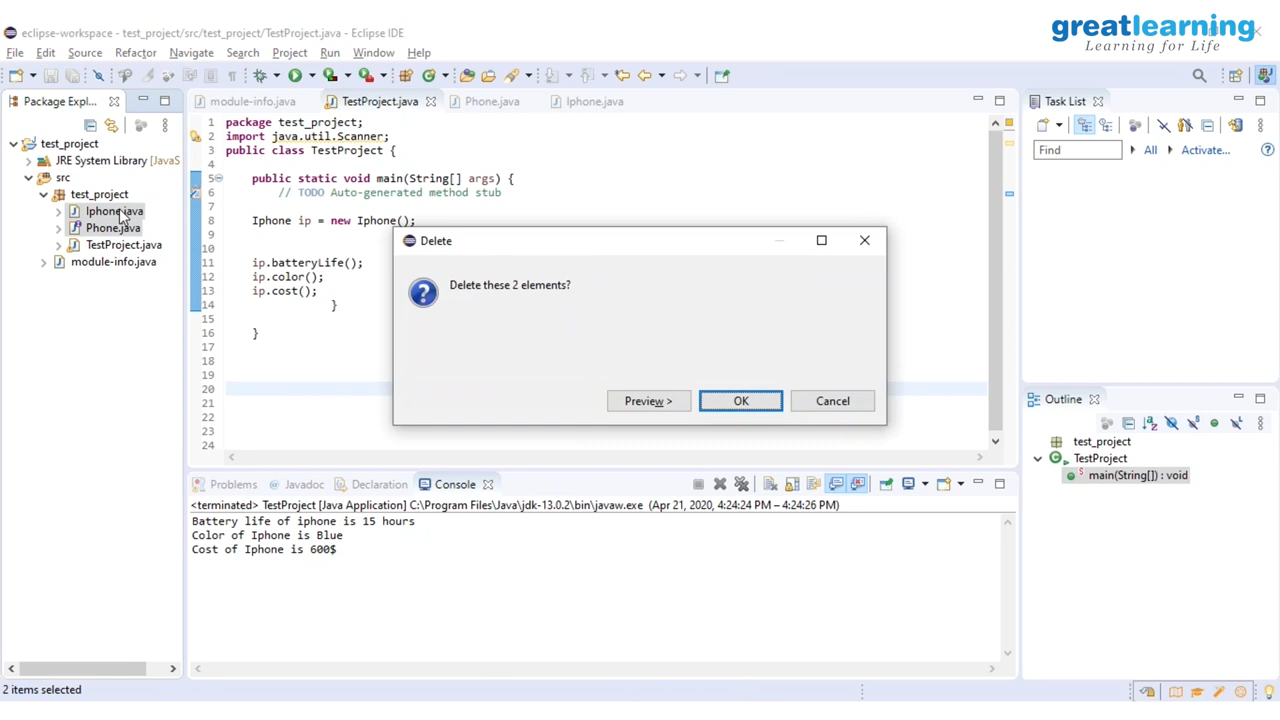 greatlearning
Learning for Life
eclipse-workspace - test_project/src/test_project/TestProject.java - Eclipse IDE
File Edit Source Refactor Navigate Search Project Run Window Help
Package Expl...
module-info.java
TestProject.java
Phone.java
Iphone.java
Task List
test_project
JRE System Library [JavaS
src
test_project
Iphone.java
Phone.java
TestProject.java
module-info.java
1 package test_project;
2 import java.util.Scanner;
3 public class TestProject {
4
5 public static void main(String[] args) {
6 // TODO Auto-generated method stub
7
8 Iphone ip = new Iphone();
9
10
11 ip.batteryLife();
12 ip.color();
13 ip.cost();
14 }
15
16 }
17
18
19
20
21
22
23
24
Delete
Delete these 2 elements?
Preview >
OK
Cancel
Find
All
Activate...
Outline
test_project
TestProject
main(String[]) : void
Problems
Javadoc
Declaration
Console
<terminated> TestProject [Java Application] C:\Program Files\Java\jdk-13.0.2\bin\javaw.exe (Apr 21, 2020, 4:24:24 PM – 4:24:26 PM)
Battery life of iphone is 15 hours
Color of Iphone is Blue
Cost of Iphone is 600$
2 items selected